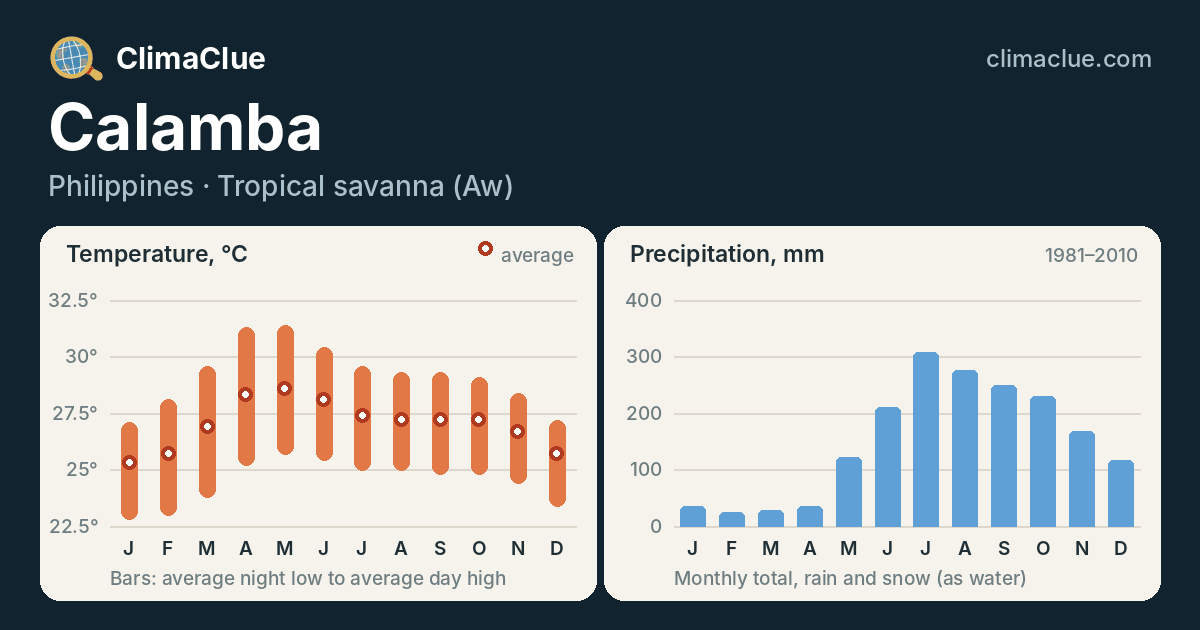 ClimaClue
climaclue.com
Calamba
Philippines · Tropical savanna (Aw)
Temperature, °C
average
32.5°
30°
27.5°
25°
22.5°
J F M A M J J A S O N D
Bars: average night low to average day high
Precipitation, mm
1981–2010
400
300
200
100
0
J F M A M J J A S O N D
Monthly total, rain and snow (as water)